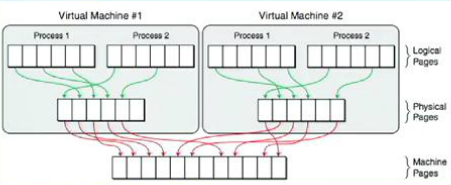 Virtual Machine #1
Virtual Machine #2
Process 1
Process 2
Process 1
Process 2
Logical
Pages
Physical
Pages
Machine
Pages